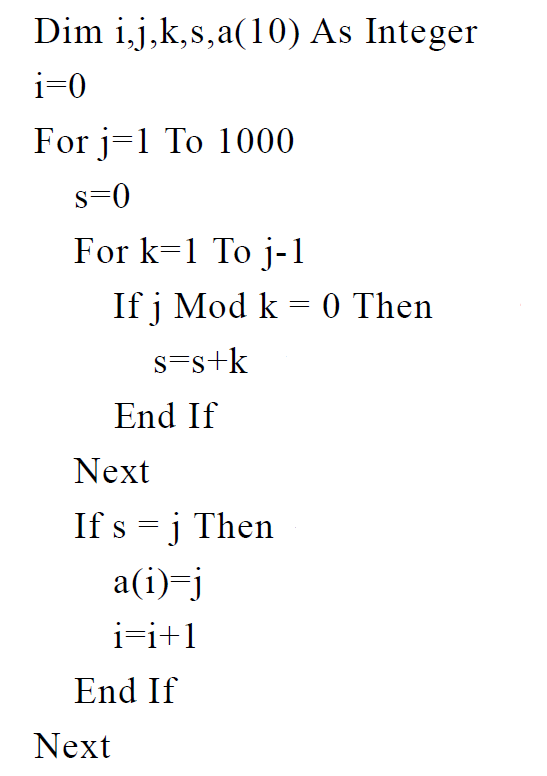 Dim i,j,k,s,a(10) As Integer
i=0
For j=1 To 1000
s=0
For k=1 To j-1
If j Mod k = 0 Then
s=s+k
End If
Next
If s = j Then
a(i)=j
i=i+1
End If
Next